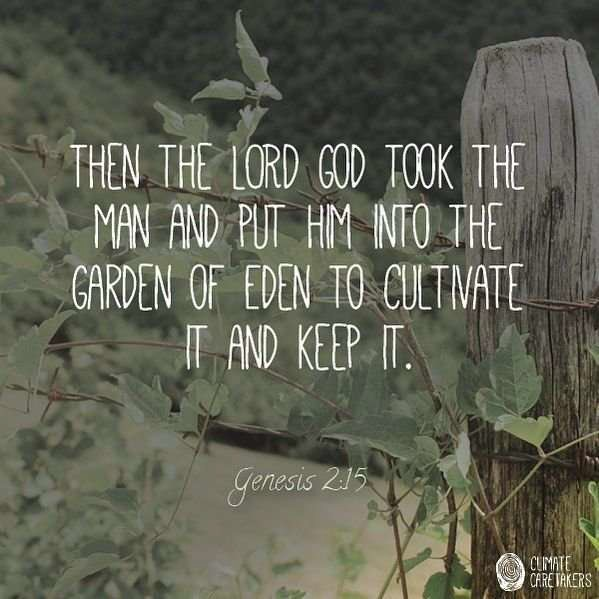 THEN THE LORD GOD TOOK THE
MAN AND PUT HIM INTO THE
GARDEN OF EDEN TO CULTIVATE
IT AND KEEP IT.
Genesis 2:15
CLIMATE
CARETAKERS